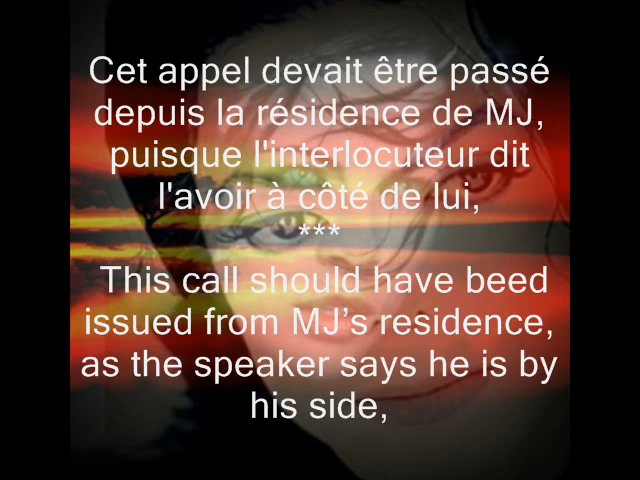 Cet appel devait être passé
depuis la résidence de MJ,
puisque l'interlocuteur dit
l'avoir à côté de lui,
***
This call should have beed
issued from MJ’s residence,
as the speaker says he is by
his side,